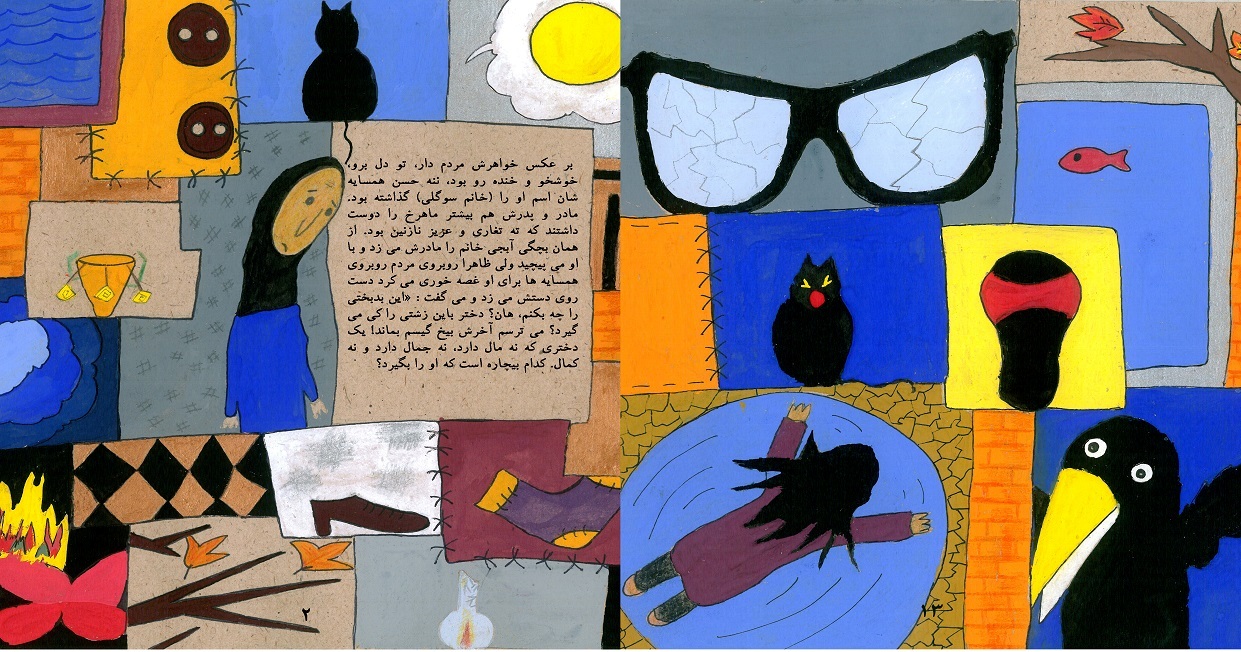 بر عکس خواهرش مردم دار، تو دل برو،
خوشخو و خنده رو بود، ننه حسن همسایه
شان اسم او را (خانم سوگلی) گذاشته بود.
مادر و پدرش هم بیشتر ماهرخ را دوست
داشتند که ته تغاری و عزیز نازنین بود. از
همان بچگی آبجی خانم را مادرش می زد و با
او می پیچید ولی ظاهرا روبروی مردم روبروی
همسایه ها برای او غصه خوری می کرد دست
روی دستش می زد و می گفت : «این بدبختی
را چه بکنم، هان؟ دختر باین زشتی را کی می
گیرد؟ می ترسم آخرش بیخ گیسم بماند! یک
دختری که نه مال دارد، نه جمال دارد و نه
کمال. کدام بیچاره است که او را بگیرد؟
۲